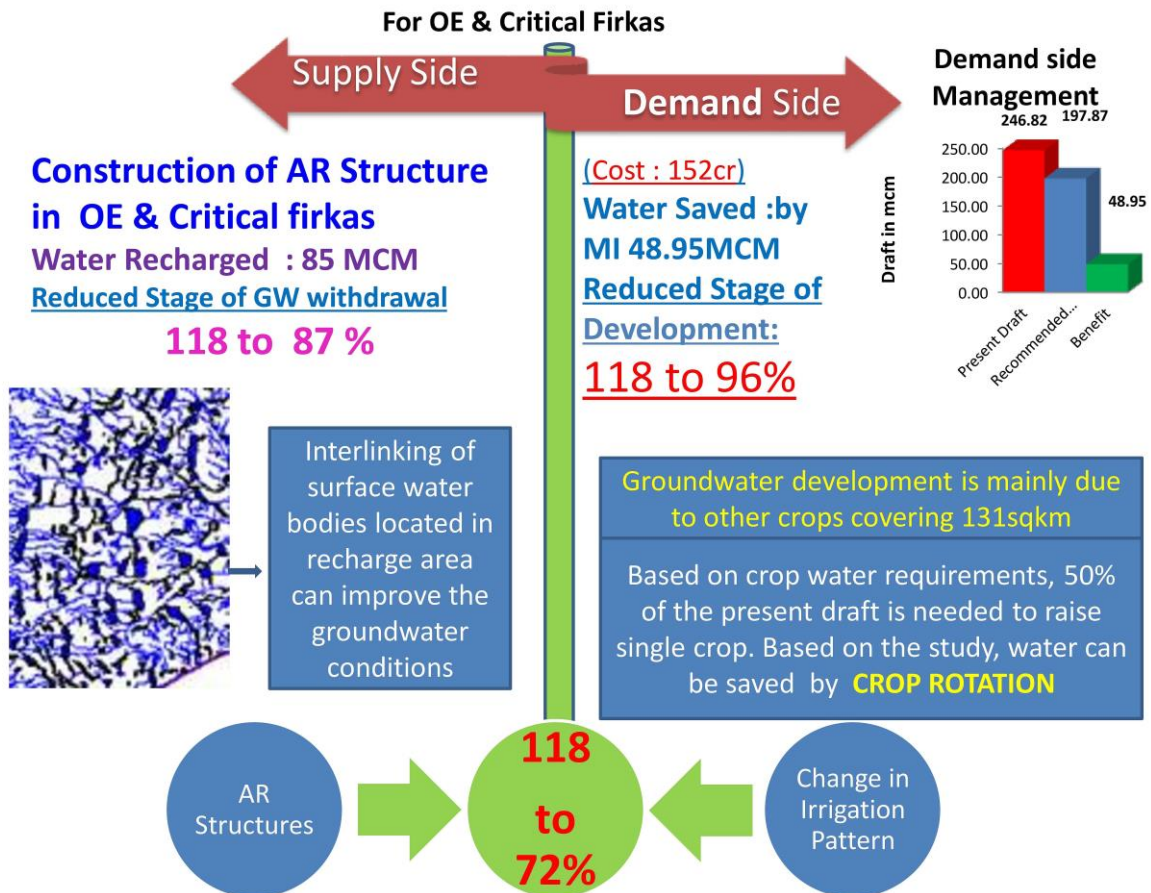 For OE & Critical Firkas
Supply Side
Demand Side
Construction of AR Structure
in OE & Critical firkas
Water Recharged : 85 MCM
Reduced Stage of GW withdrawal
118 to 87 %
(Cost : 152cr)
Water Saved :by
MI 48.95MCM
Reduced Stage of
Development:
118 to 96%
Demand side
Management
246.82
197.87
48.95
Draft in mcm
250.00
200.00
150.00
100.00
50.00
0.00
Present Draft
Recommended...
Benefit
Interlinking of
surface water
bodies located in
recharge area
can improve the
groundwater
conditions
Groundwater development is mainly due
to other crops covering 131sqkm
Based on crop water requirements, 50%
of the present draft is needed to raise
single crop. Based on the study, water can
be saved by CROP ROTATION
AR
Structures
118
to
72%
Change in
Irrigation
Pattern